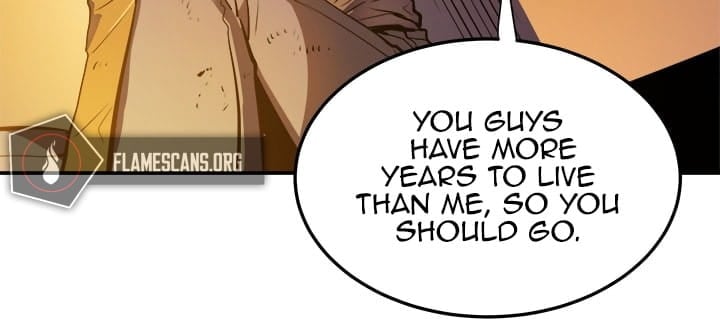 FLAMESCANS.ORG
YOU GUYS
HAVE MORE
YEARS TO LIVE
THAN ME, SO YOU
SHOULD GO.